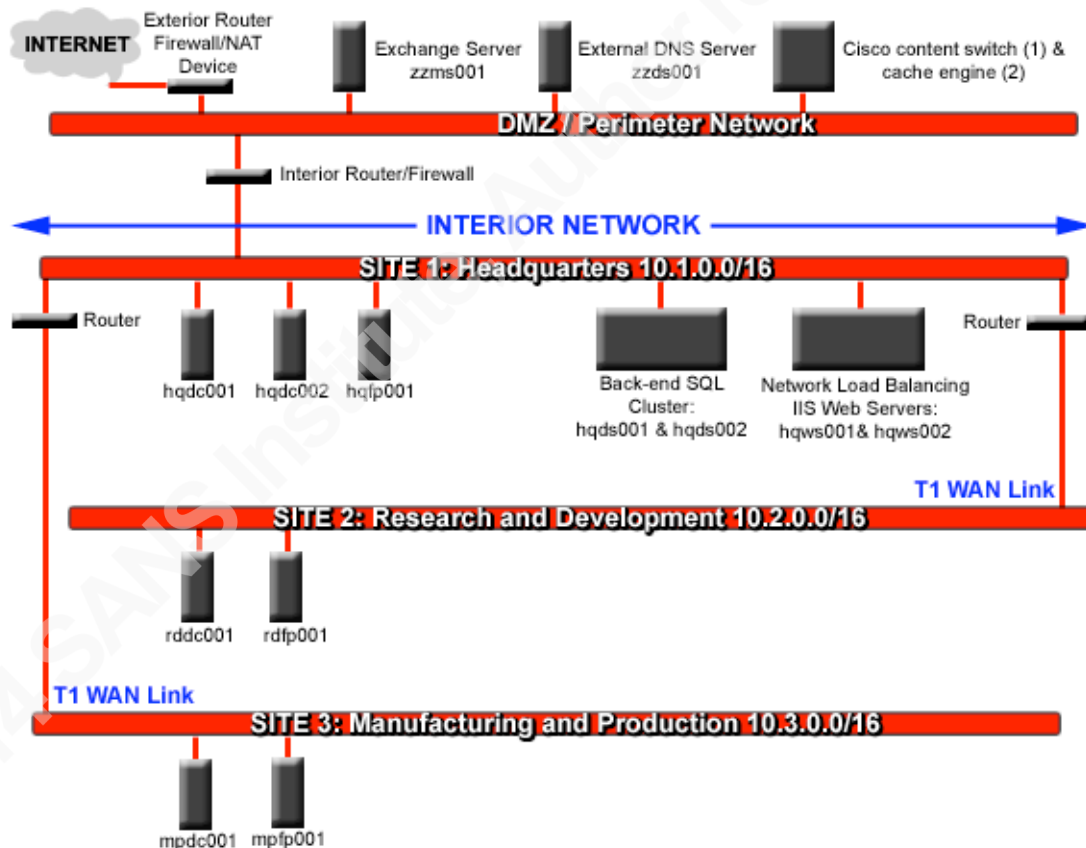 INTERNET
Exterior Router
Firewall/NAT
Device
Exchange Server
zzms001
External DNS Server
zzds001
Cisco content switch (1) &
cache engine (2)
DMZ / Perimeter Network
Interior Router/Firewall
INTERIOR NETWORK
SITE 1: Headquarters 10.1.0.0/16
Router
hqdc001
hqdc002
hqfp001
Back-end SQL
Cluster:
hqds001 & hqds002
Network Load Balancing
IIS Web Servers:
hqws001& hqws002
Router
T1 WAN Link
SITE 2: Research and Development 10.2.0.0/16
rddc001
rdfp001
T1 WAN Link
SITE 3: Manufacturing and Production 10.3.0.0/16
mpdc001
mpfp001
SANS Institute, Author